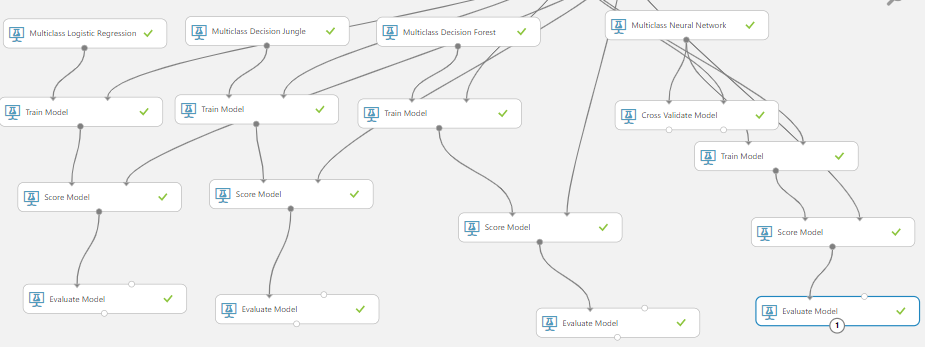 Multiclass Logistic Regression
Multiclass Decision Jungle
Multiclass Decision Forest
Multiclass Neural Network
Train Model
Train Model
Train Model
Cross Validate Model
Train Model
Score Model
Score Model
Score Model
Score Model
Evaluate Model
Evaluate Model
Evaluate Model
Evaluate Model
1